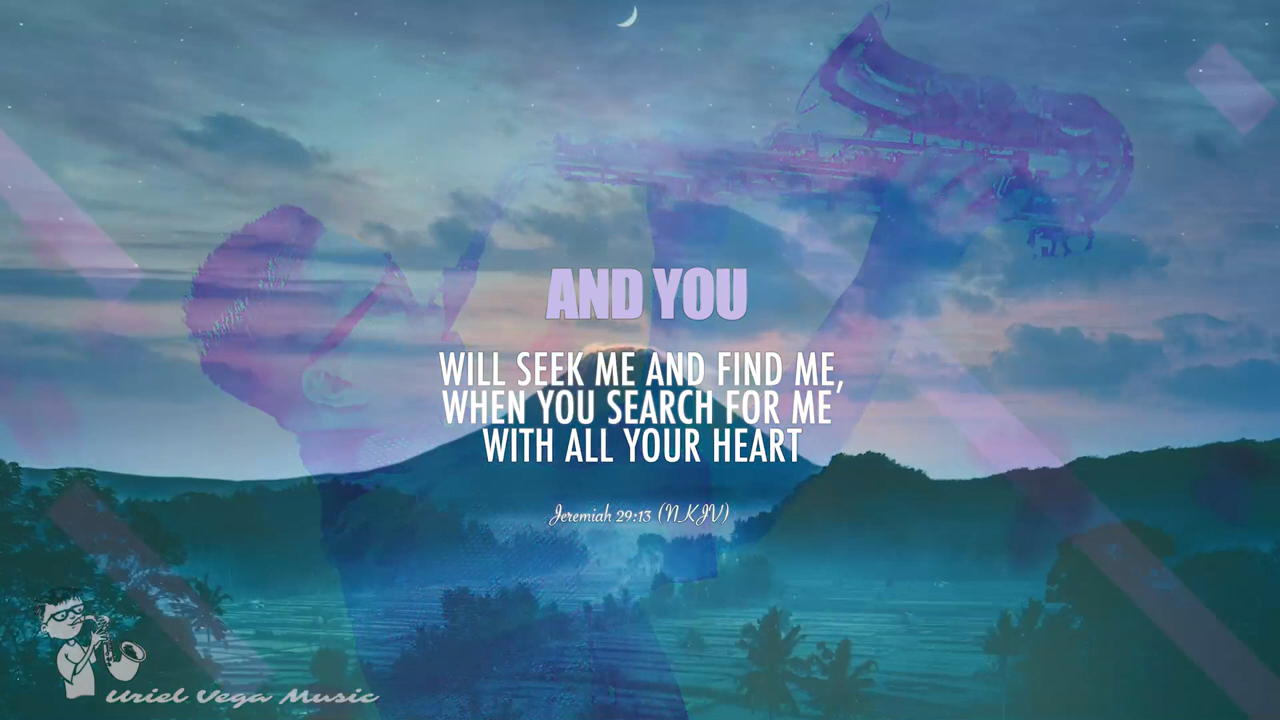 AND YOU
WILL SEEK ME AND FIND ME,
WHEN YOU SEARCH FOR ME
WITH ALL YOUR HEART
Jeremiah 29:13 (NKJV)
Uriel Vega Music